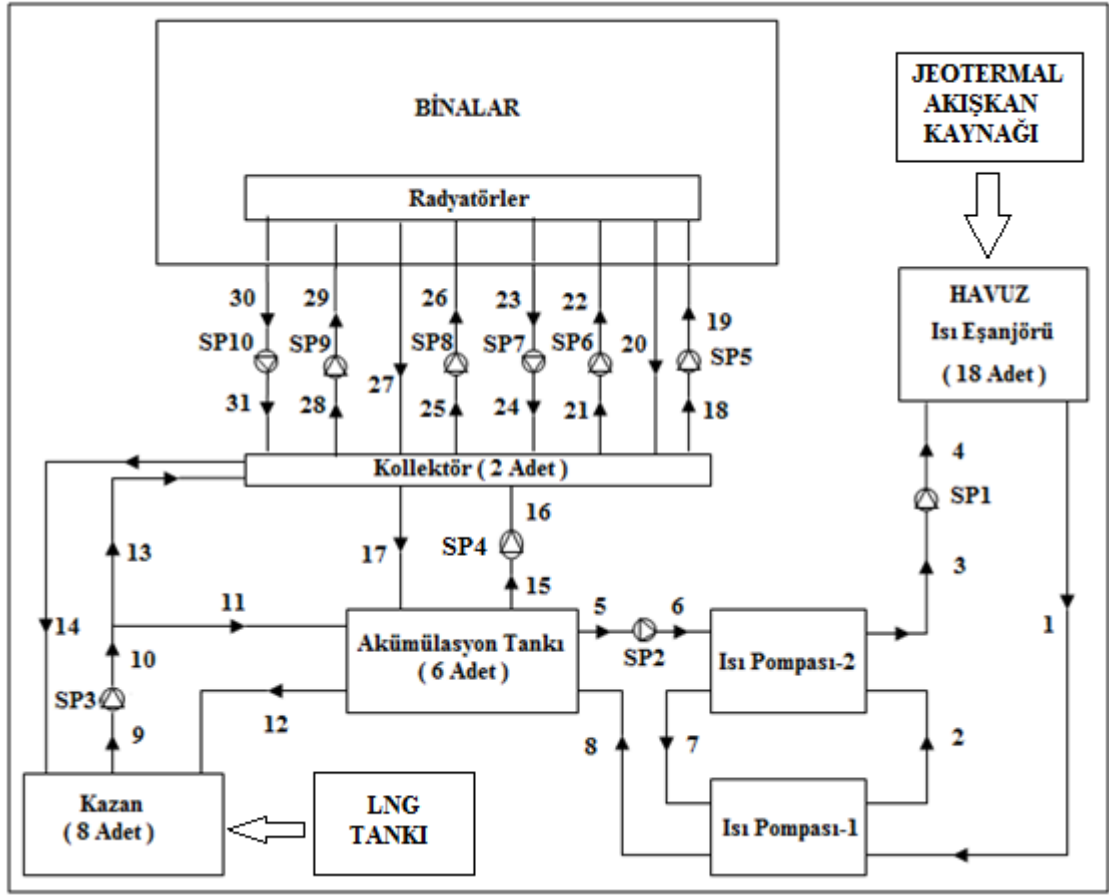 BİNALAR
Radyatörler
JEOTERMAL
AKIŞKAN
KAYNAĞI
HAVUZ
Isı Eşanjörü
( 18 Adet )
30 29 26 23 22 19
SP10 SP9 SP8 SP7 SP6 20 SP5
27
31 28 25 24 21 18
Kollektör ( 2 Adet )
4
SP1
16
SP4
17
15
13
3
14
11
5 6
1
10
Akümülasyon Tankı
( 6 Adet )
SP2
Isı Pompası-2
SP3
12
9
8
7
2
Kazan
( 8 Adet )
LNG
TANKI
Isı Pompası-1